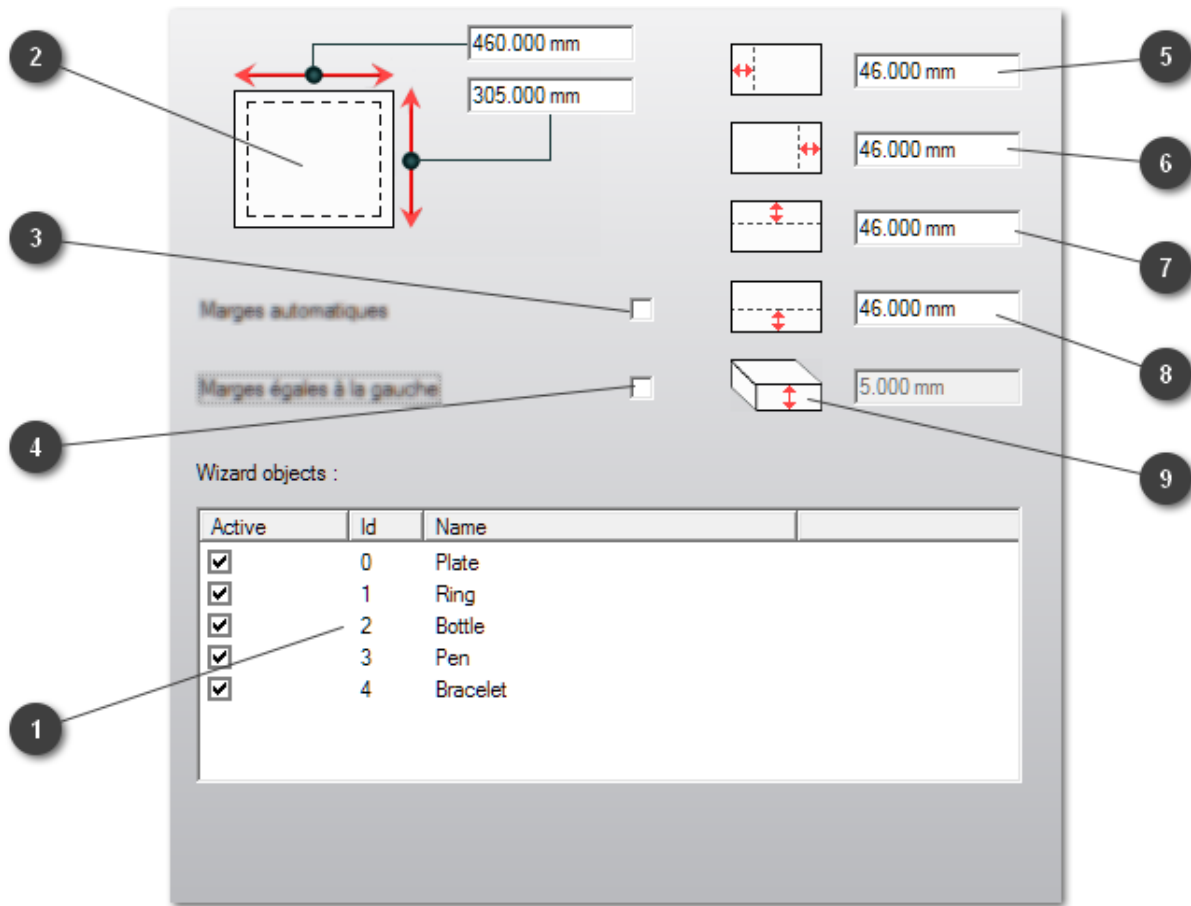 2
460.000 mm
305.000 mm
46.000 mm
5
46.000 mm
6
3
46.000 mm
7
Marges automatiques
46.000 mm
8
Marges égales à la gauche
5.000 mm
4
9
Wizard objects :
Active Id Name
0 Plate
1 Ring
2 Bottle
3 Pen
4 Bracelet
1